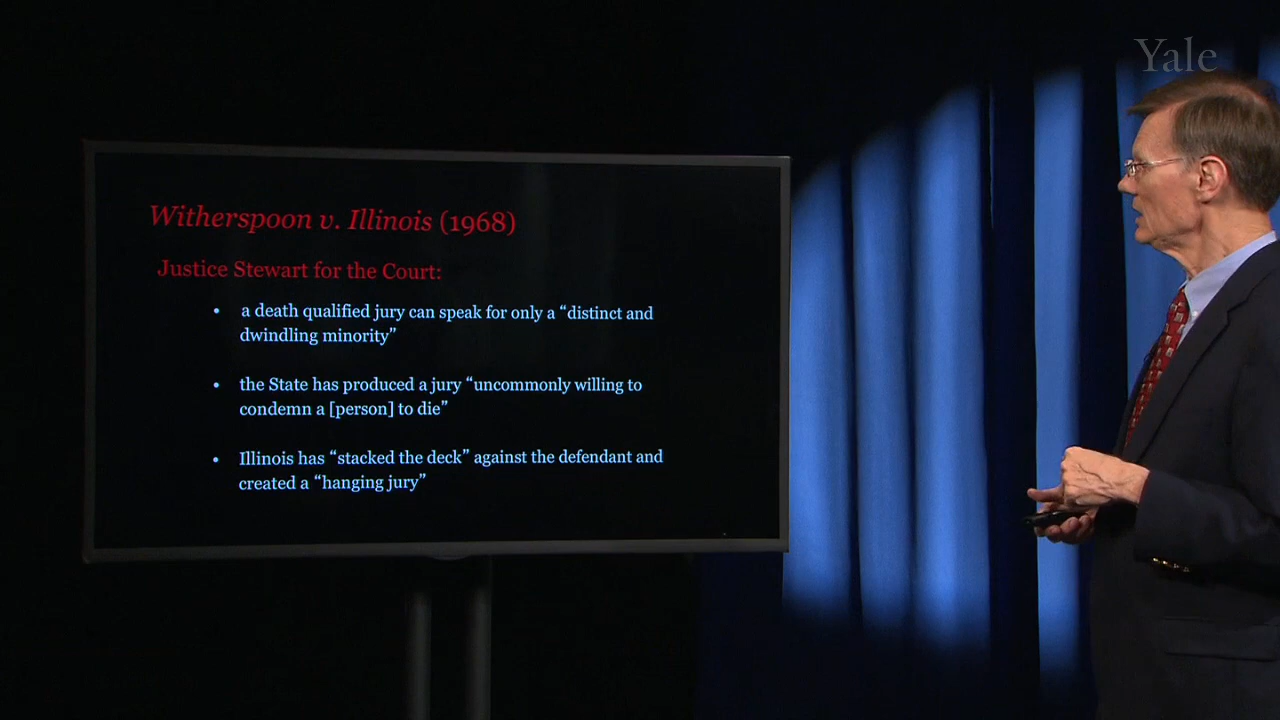 Yale
Witherspoon v. Illinois (1968)
Justice Stewart for the Court:
• a death qualified jury can speak for only a “distinct and
dwindling minority”
• the State has produced a jury “uncommonly willing to
condemn a [person] to die”
• Illinois has “stacked the deck” against the defendant and
created a “hanging jury”